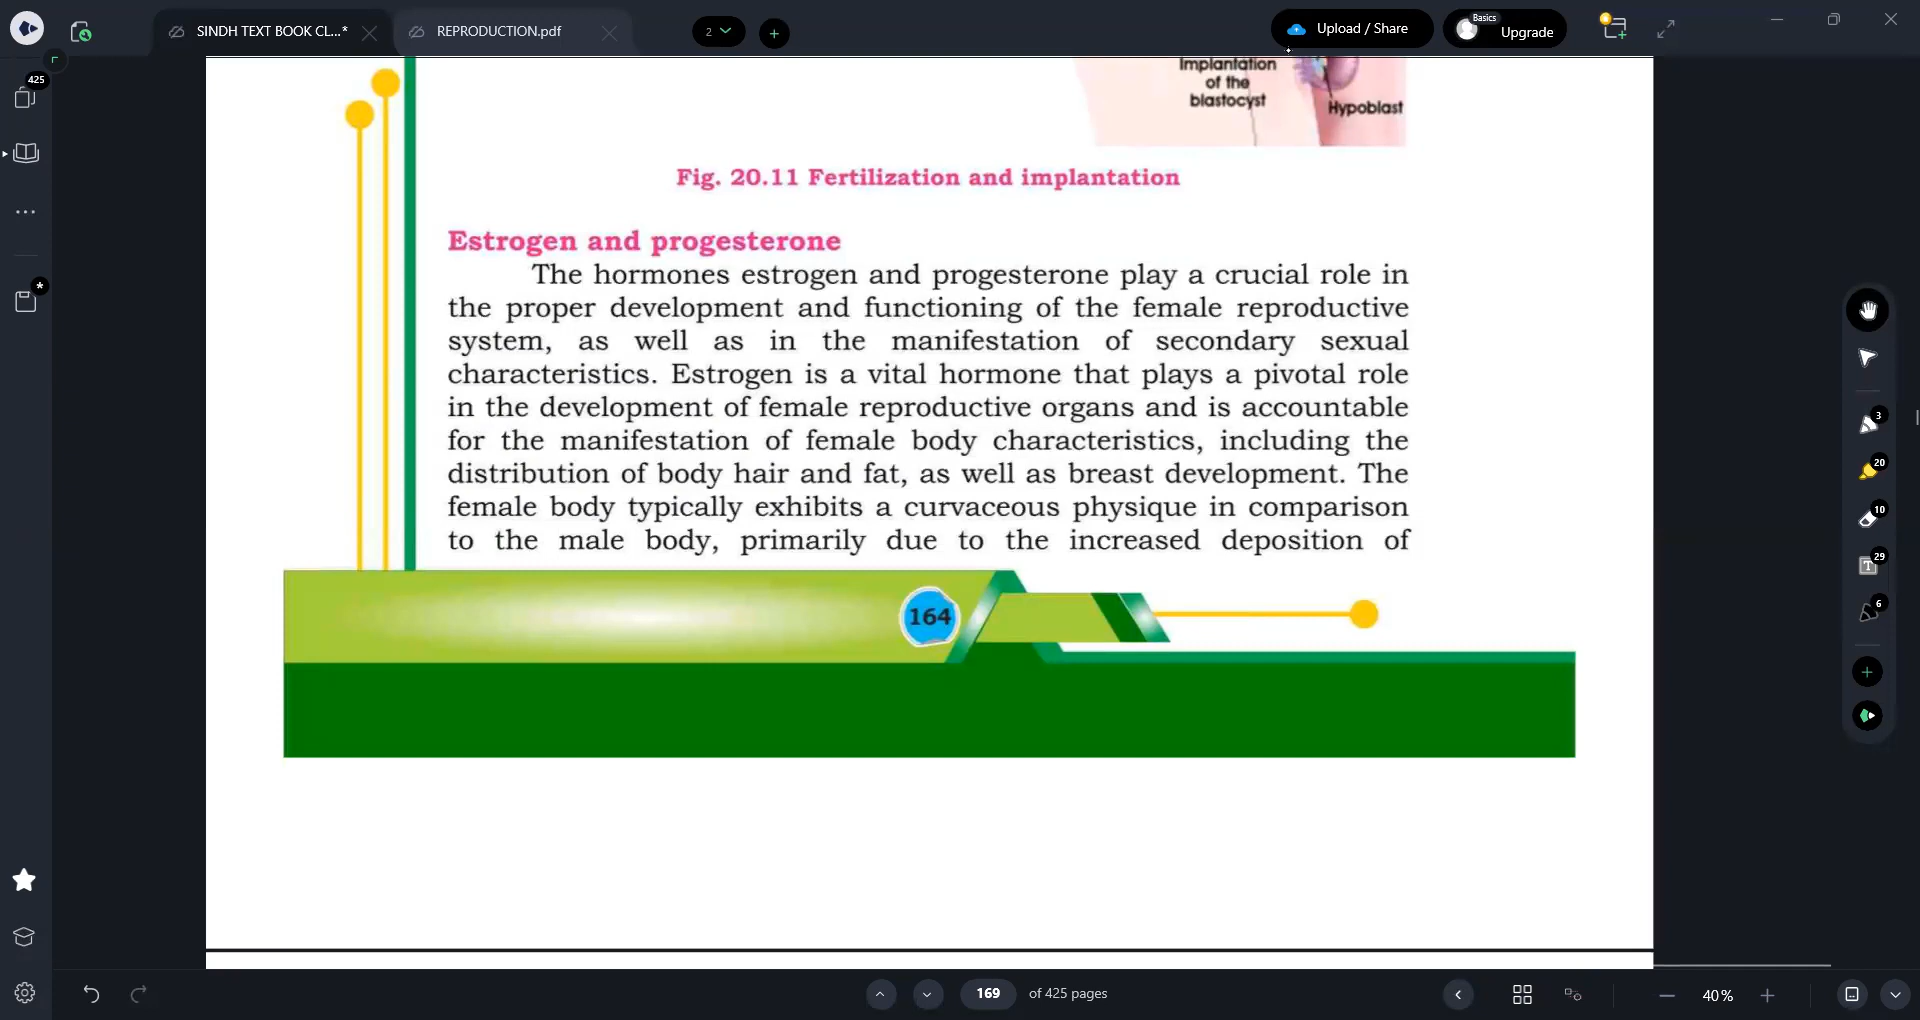 SINDH TEXT BOOK CL...*
REPRODUCTION.pdf
2
Upload / Share
Basics
Upgrade
425
Implantation
of the
blastocyst
Hypoblast
Fig. 20.11 Fertilization and implantation
Estrogen and progesterone
The hormones estrogen and progesterone play a crucial role in
the proper development and functioning of the female reproductive
system, as well as in the manifestation of secondary sexual
characteristics. Estrogen is a vital hormone that plays a pivotal role
in the development of female reproductive organs and is accountable
for the manifestation of female body characteristics, including the
distribution of body hair and fat, as well as breast development. The
female body typically exhibits a curvaceous physique in comparison
to the male body, primarily due to the increased deposition of
164
3
20
10
T
29
6
169
of 425 pages
40%